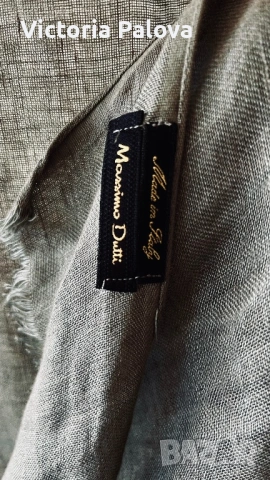 Victoria Palova
Massimo Dutti
Made in Italy
BAZAR